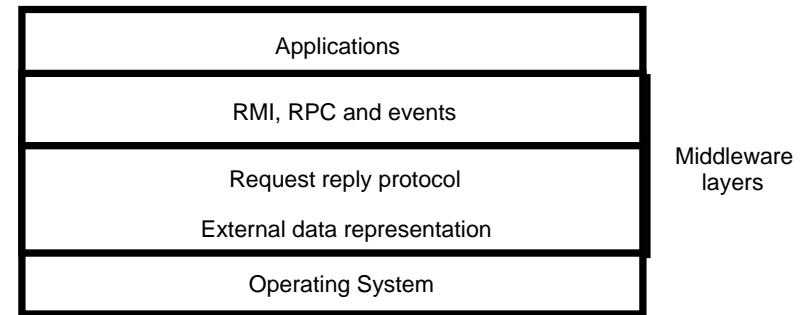 Applications
RMI, RPC and events
Request reply protocol
External data representation
Operating System
Middleware
layers